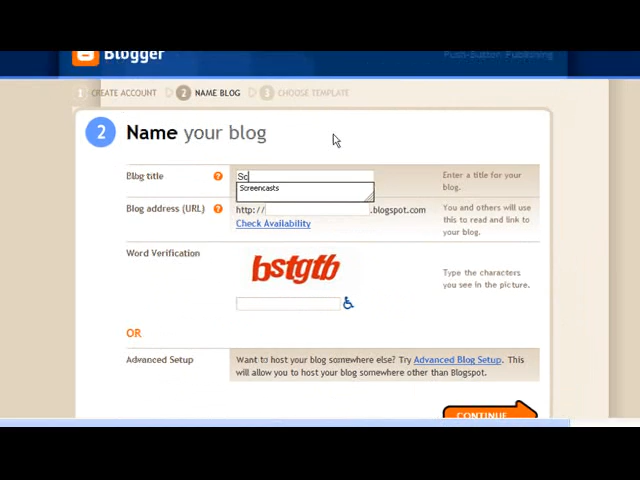 Blogger
Push-Button Publishing
1 CREATE ACCOUNT 2 NAME BLOG 3 CHOOSE TEMPLATE
2 Name your blog
Blog title ? Sc
Screencasts
Enter a title for your
blog.
Blog address (URL) ? http:// .blogspot.com
Check Availability
You and others will use
this to read and link to
your blog.
Word Verification
bstgtb
Type the characters
you see in the picture.
OR
Advanced Setup
Want to host your blog somewhere else? Try Advanced Blog Setup. This
will allow you to host your blog somewhere other than Blogspot.
CONTINUE